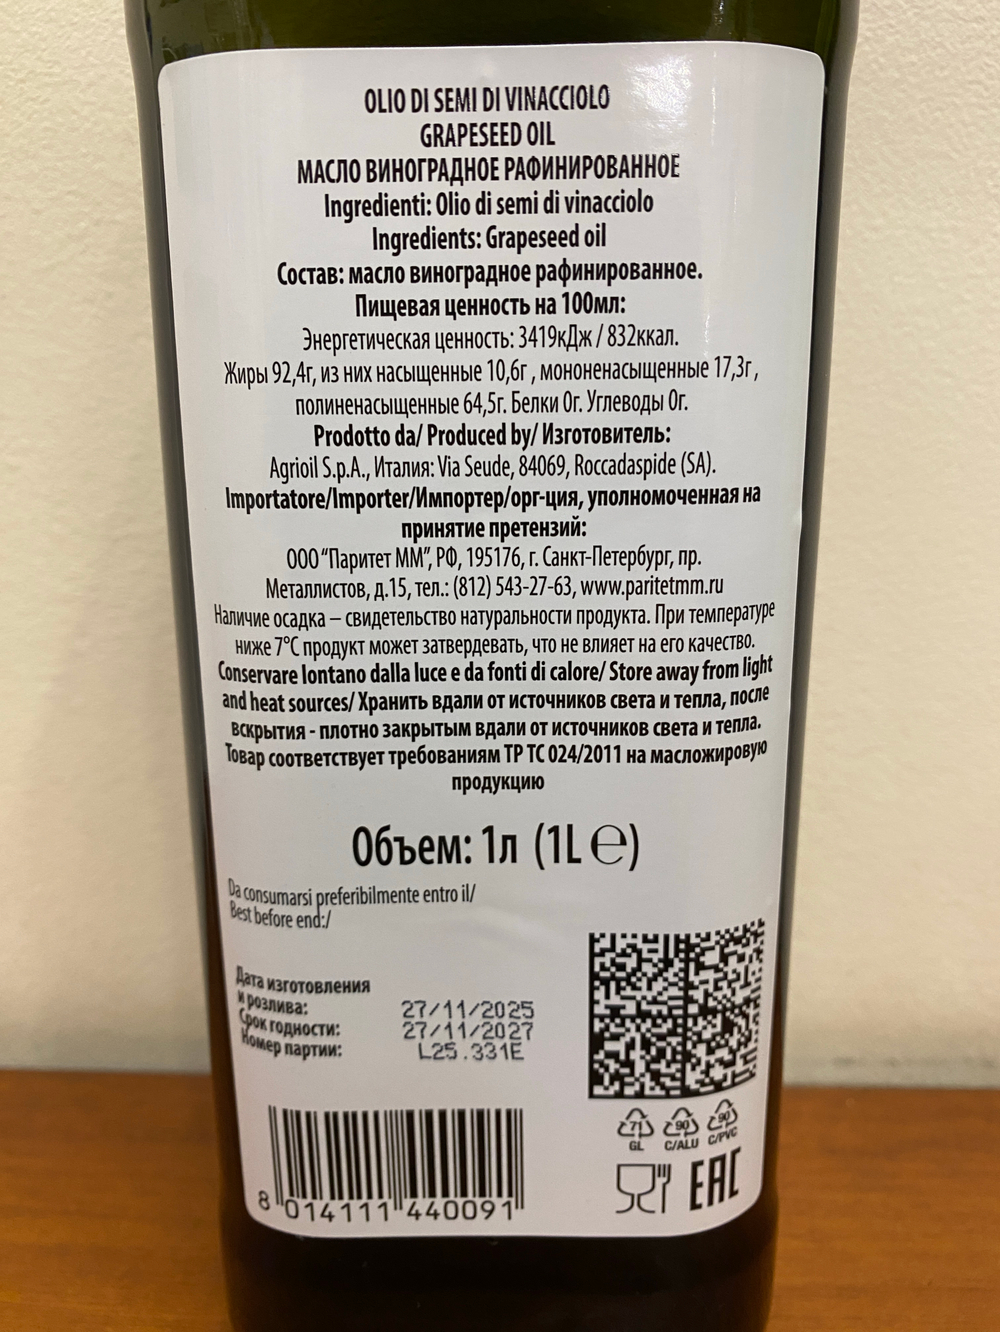 OLIO DI SEMI DI VINACCIOLO
GRAPESEED OIL
МАСЛО ВИНОГРАДНОЕ РАФИНИРОВАННОЕ
Ingredienti: Olio di semi di vinacciolo
Ingredients: Grapeseed oil
Состав: масло виноградное рафинированное.
Пищевая ценность на 100мл:
Энергетическая ценность: 3419кДж / 832ккал.
Жиры 92,4г, из них насыщенные 10,6г , мононенасыщенные 17,3г ,
полиненасыщенные 64,5г. Белки 0г. Углеводы 0г.
Prodotto da/ Produced by/ Изготовитель:
Agrioil S.p.A., Италия: Via Seude, 84069, Roccadaspide (SA).
Importatore/Importer/Импортер/орг-ция, уполномоченная на
принятие претензий:
ООО “Паритет ММ”, РФ, 195176, г. Санкт-Петербург, пр.
Металлистов, д.15, тел.: (812) 543-27-63, www.paritetmm.ru
Наличие осадка – свидетельство натуральности продукта. При температуре
ниже 7°С продукт может затвердевать, что не влияет на его качество.
Conservare lontano dalla luce e da fonti di calore/ Store away from light
and heat sources/ Хранить вдали от источников света и тепла, после
вскрытия - плотно закрытым вдали от источников света и тепла.
Товар соответствует требованиям ТР ТС 024/2011 на масложировую
продукцию
Объем: 1л (1L ℮)
Da consumarsi preferibilmente entro il/
Best before end:/
Дата изготовления
и розлива: 27/11/2025
Срок годности: 27/11/2027
Номер партии: L25.331E
71 90 90
GL C/ALU C/PVC
EAC
8 014111 440091